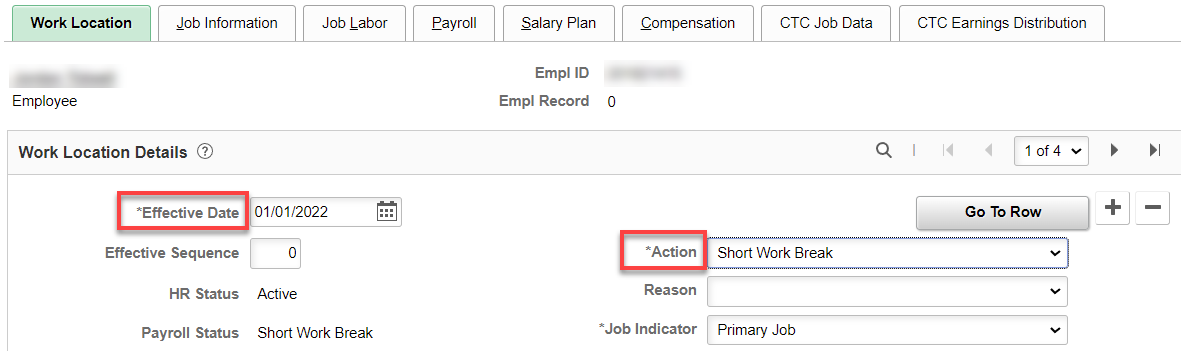 Work Location Job Information Job Labor Payroll Salary Plan Compensation CTC Job Data CTC Earnings Distribution
Empl ID
Employee Empl Record 0
Work Location Details ? 1 of 4
*Effective Date 01/01/2022 Go To Row
Effective Sequence 0 *Action Short Work Break
HR Status Active Reason
Payroll Status Short Work Break *Job Indicator Primary Job